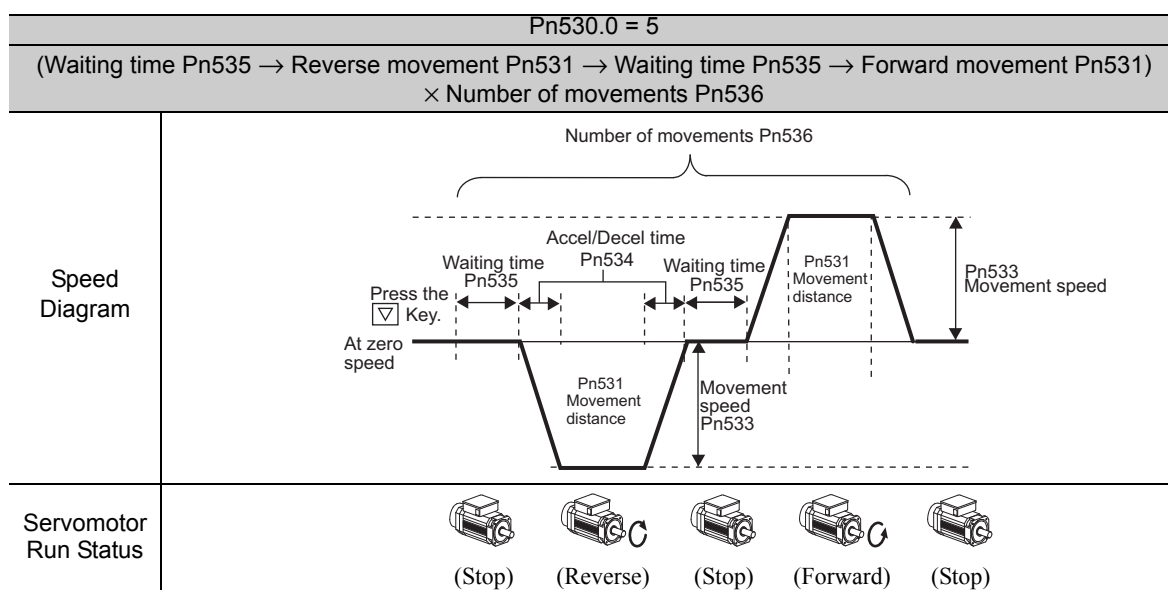 Pn530.0 = 5
(Waiting time Pn535 → Reverse movement Pn531 → Waiting time Pn535 → Forward movement Pn531)
× Number of movements Pn536
Speed
Diagram
Number of movements Pn536
Accel/Decel time
Pn534
Waiting time
Pn535
Waiting time
Pn535
Press the
▽ Key.
At zero
speed
Pn531
Movement
distance
Pn533
Movement speed
Pn531
Movement
distance
Movement
speed
Pn533
Servomotor
Run Status
(Stop) (Reverse) (Stop) (Forward) (Stop)